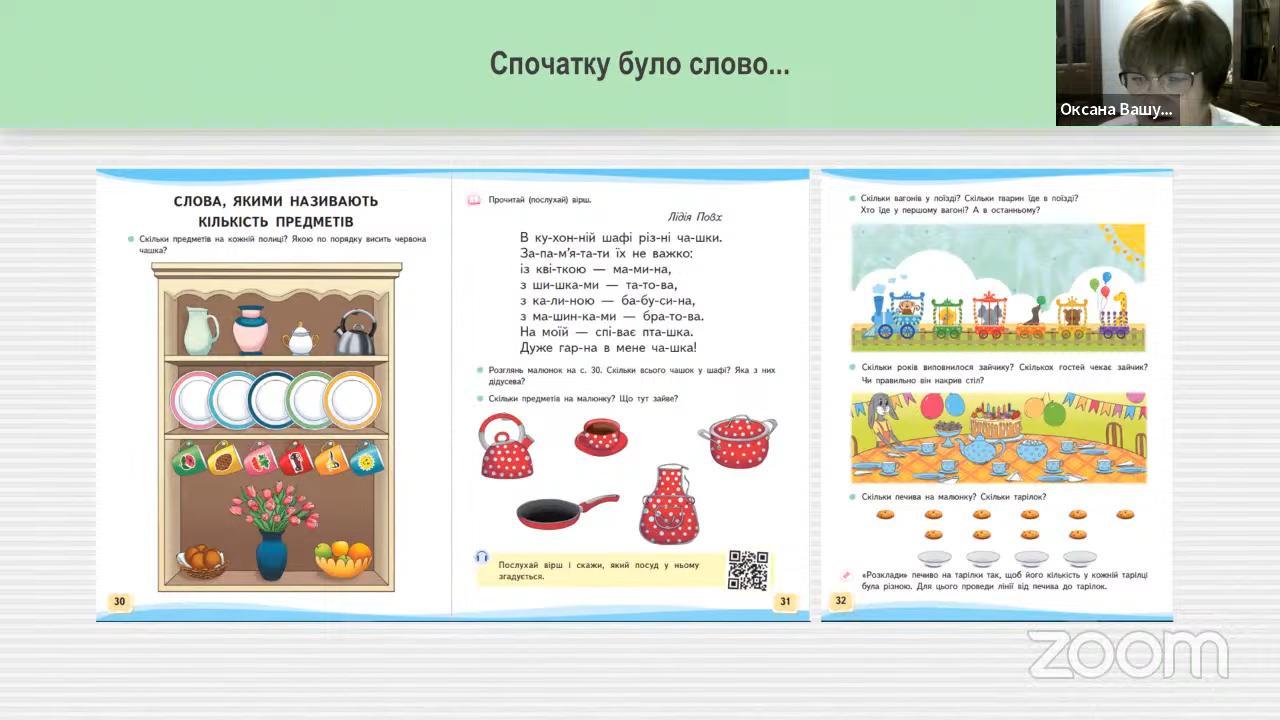 Спочатку було слово...
Оксана Вашу...
СЛОВА, ЯКИМИ НАЗИВАЮТЬ
КІЛЬКІСТЬ ПРЕДМЕТІВ
Скільки предметів на кожній полиці? Якою по порядку висить червона
чашка?
30
Прочитай (послухай) вірш.
Лідія Повх
В ку-хон-ній шафі різ-ні ча-шки.
За-па-м'я-та-ти їх не важко:
із кві-ткою — ма-ми-на,
з ши-шка-ми — та-то-ва,
з ка-ли-ною — ба-бу-си-на,
з ма-шин-ка-ми — бра-то-ва.
На моїй — спі-ває пта-шка.
Дуже гар-на в мене ча-шка!
Розглянь малюнок на с. 30. Скільки всього чашок у шафі? Яка з них
дідусева?
Скільки предметів на малюнку? Що тут зайве?
Послухай вірш і скажи, який посуд у ньому
згадується.
31
Скільки вагонів у поїзді? Скільки тварин їде в поїзді?
Хто їде у першому вагоні? А в останньому?
Скільки років виповнилося зайчику? Скількох гостей чекає зайчик?
Чи правильно він накрив стіл?
Скільки печива на малюнку? Скільки тарілок?
«Розклади» печиво на тарілки так, щоб його кількість у кожній тарілці
була різною. Для цього проведи лінії від печива до тарілок.
32
zoom